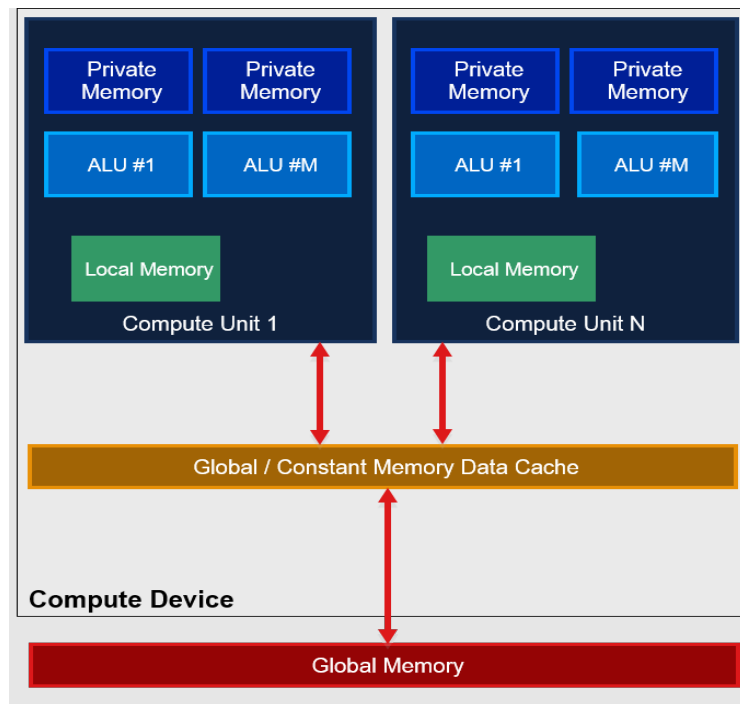 Private
Memory
Private
Memory
ALU #1
ALU #M
Local Memory
Compute Unit 1
Private
Memory
Private
Memory
ALU #1
ALU #M
Local Memory
Compute Unit N
Global / Constant Memory Data Cache
Compute Device
Global Memory